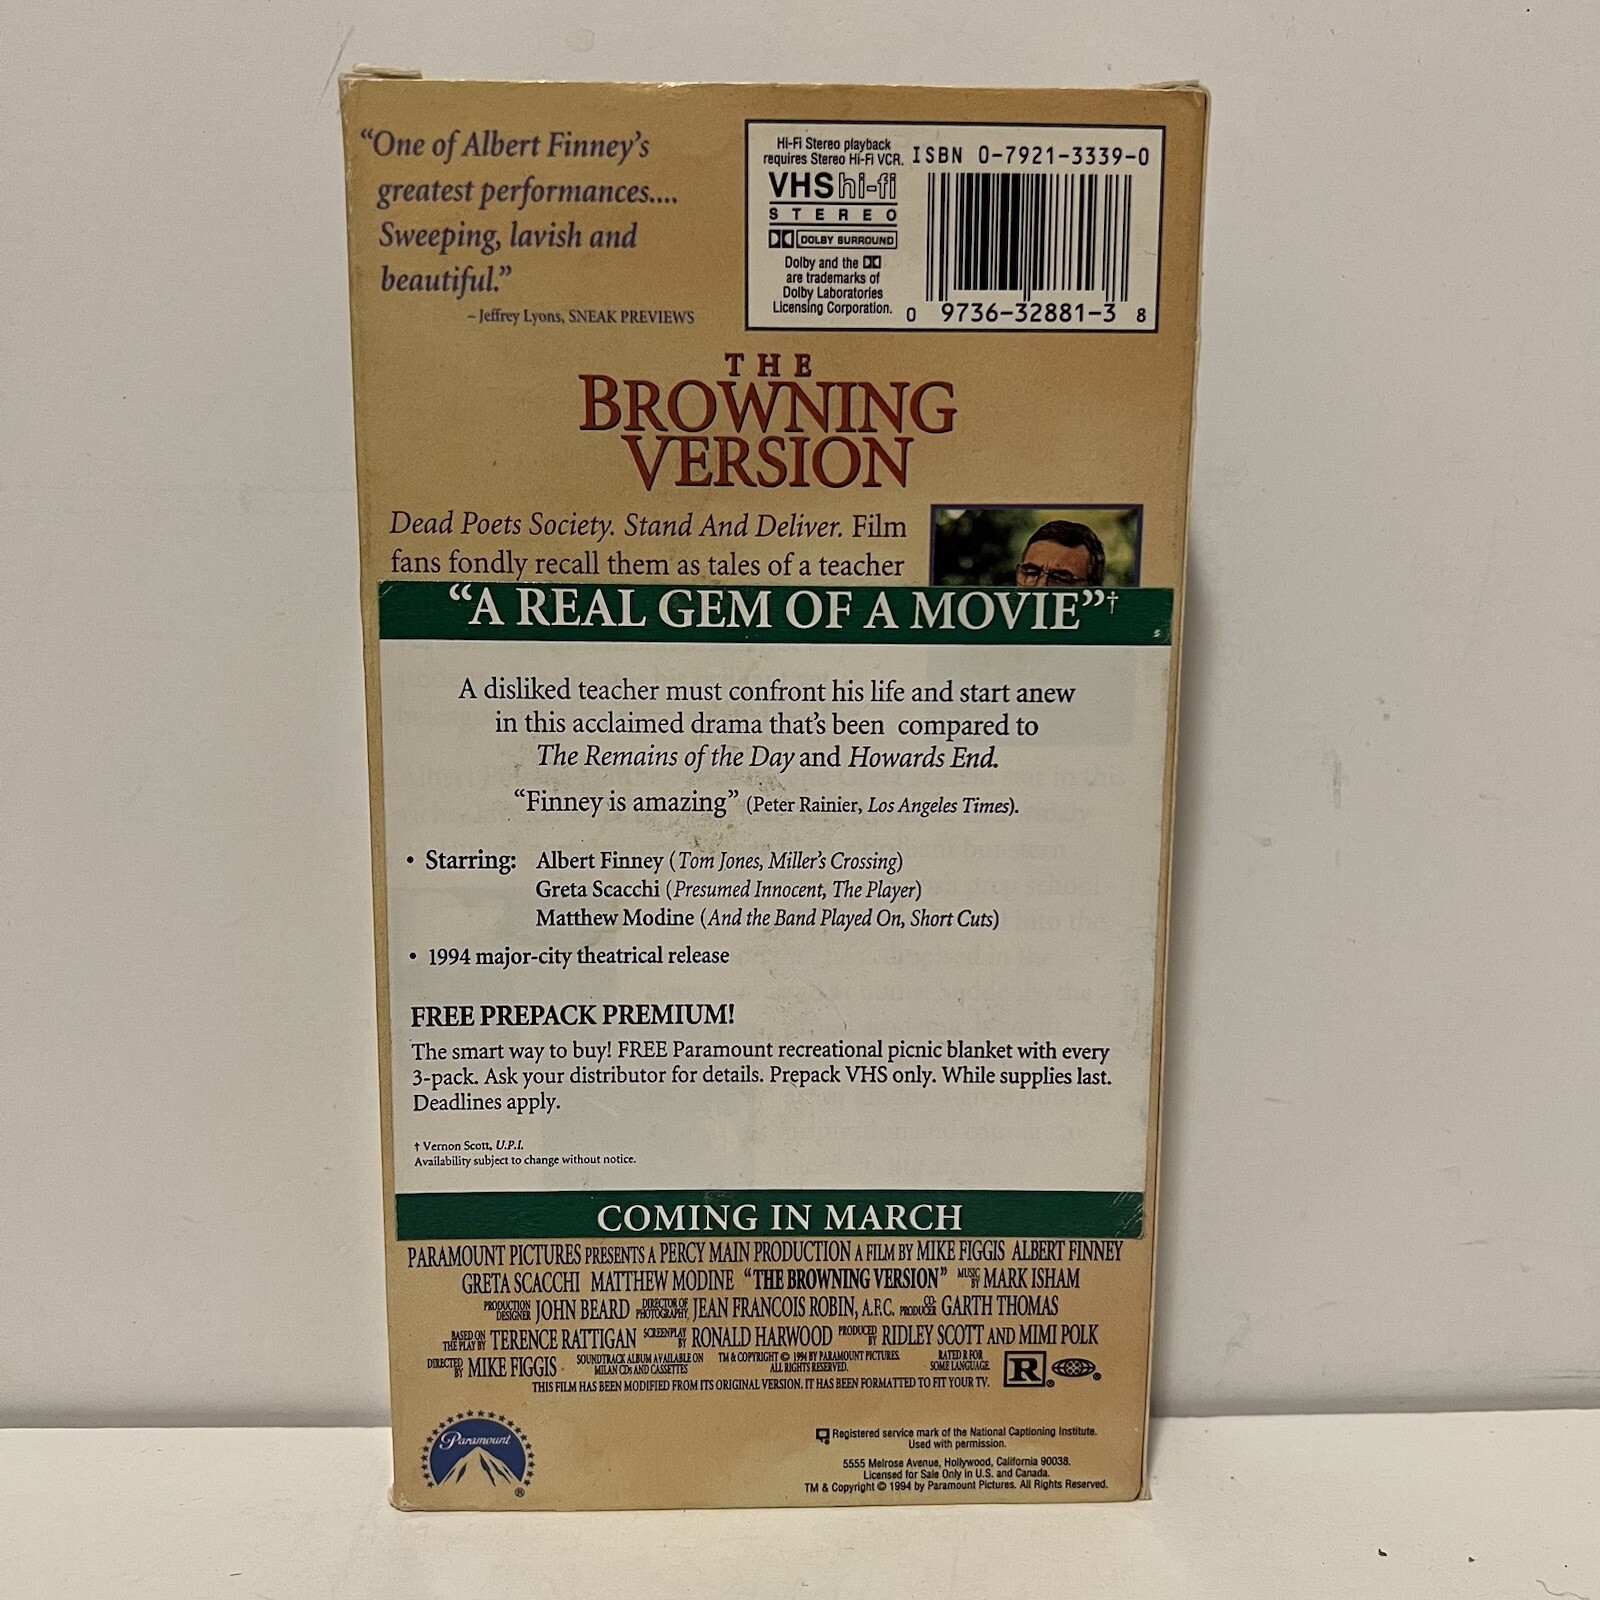 “One of Albert Finney’s
greatest performances....
Sweeping, lavish and
beautiful.”
– Jeffrey Lyons, SNEAK PREVIEWS
Hi-Fi Stereo playback
requires Stereo Hi-Fi VCR.
VHS hi-fi
STEREO
DOLBY SURROUND
Dolby and the
are trademarks of
Dolby Laboratories
Licensing Corporation.
ISBN 0-7921-3339-0
0 9736-32881-3 8
THE
BROWNING
VERSION
Dead Poets Society. Stand And Deliver. Film
fans fondly recall them as tales of a teacher
“A REAL GEM OF A MOVIE”†
s
A disliked teacher must confront his life and start anew
in this acclaimed drama that’s been compared to
The Remains of the Day and Howards End.
“Finney is amazing” (Peter Rainier, Los Angeles Times).
• Starring: Albert Finney (Tom Jones, Miller’s Crossing)
Greta Scacchi (Presumed Innocent, The Player)
Matthew Modine (And the Band Played On, Short Cuts)
• 1994 major-city theatrical release
FREE PREPACK PREMIUM!
The smart way to buy! FREE Paramount recreational picnic blanket with every
3-pack. Ask your distributor for details. Prepack VHS only. While supplies last.
Deadlines apply.
† Vernon Scott, U.P.I.
Availability subject to change without notice.
COMING IN MARCH
PARAMOUNT PICTURES PRESENTS A PERCY MAIN PRODUCTION A FILM BY MIKE FIGGIS ALBERT FINNEY
GRETA SCACCHI MATTHEW MODINE “THE BROWNING VERSION” MUSIC BY MARK ISHAM
PRODUCTION DESIGNER JOHN BEARD DIRECTOR OF PHOTOGRAPHY JEAN FRANCOIS ROBIN, A.F.C. CO-PRODUCER GARTH THOMAS
BASED ON THE PLAY BY TERENCE RATTIGAN SCREENPLAY BY RONALD HARWOOD PRODUCED BY RIDLEY SCOTT AND MIMI POLK
DIRECTED BY MIKE FIGGIS SOUNDTRACK ALBUM AVAILABLE ON MILAN CDs AND CASSETTES TM & COPYRIGHT © 1994 BY PARAMOUNT PICTURES. ALL RIGHTS RESERVED. RATED R FOR SOME LANGUAGE. R ®
THIS FILM HAS BEEN MODIFIED FROM ITS ORIGINAL VERSION. IT HAS BEEN FORMATTED TO FIT YOUR TV.
Paramount
®
Registered service mark of the National Captioning Institute.
Used with permission.
5555 Melrose Avenue, Hollywood, California 90038.
Licensed for Sale Only in U.S. and Canada.
TM & Copyright © 1994 by Paramount Pictures. All Rights Reserved.